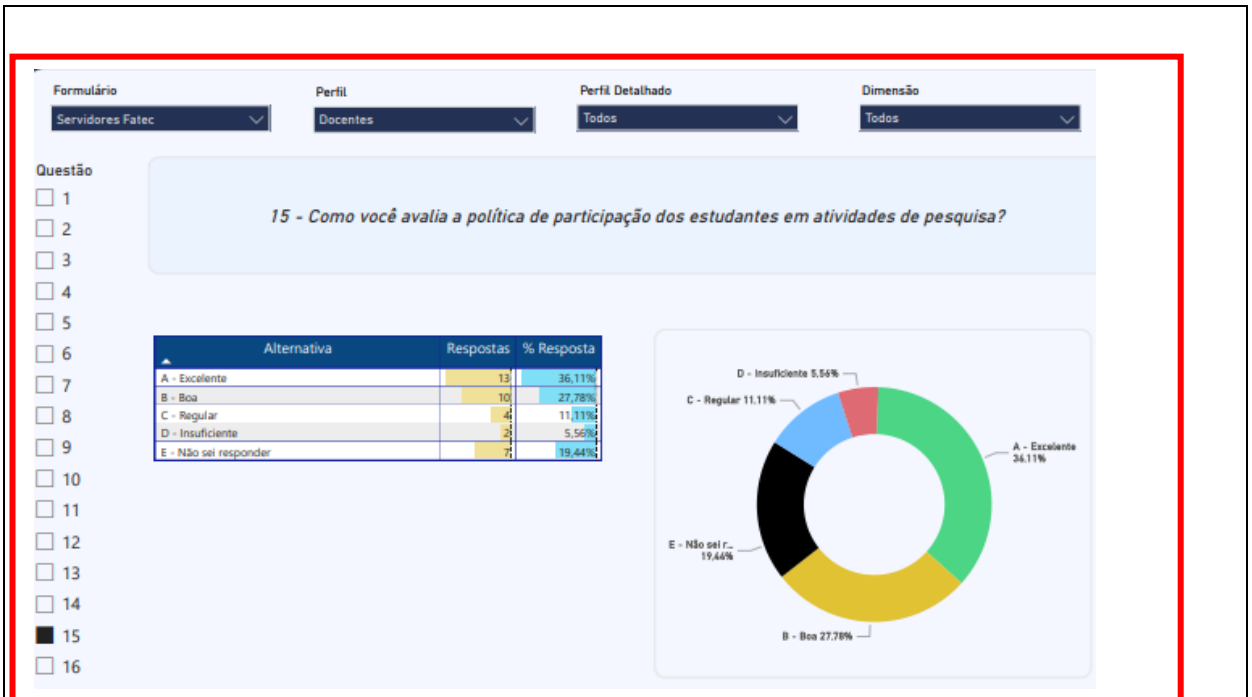 Formulário
Perfil
Perfil Detalhado
Dimensão
Servidores Fatec
Docentes
Todos
Todos
Questão
1
2
3
4
5
6
7
8
9
10
11
12
13
14
15
16
15 - Como você avalia a política de participação dos estudantes em atividades de pesquisa?
Alternativa Respostas % Resposta
A - Excelente 13 36,11%
B - Boa 10 27,78%
C - Regular 4 11,11%
D - Insuficiente 2 5,56%
E - Não sei responder 7 19,44%
D - Insuficiente 5,56%
C - Regular 11,11%
A - Excelente
36,11%
E - Não sei r...
19,44%
B - Boa 27,78%